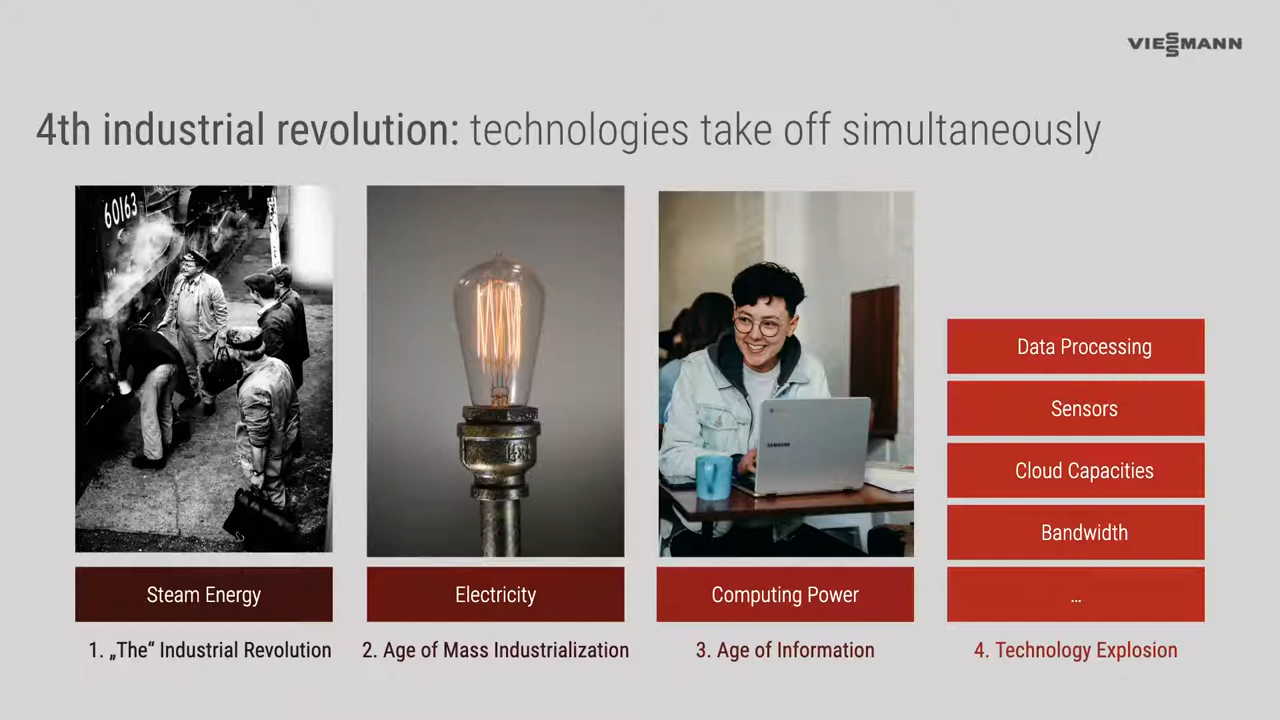 VIESSMANN
4th industrial revolution: technologies take off simultaneously
60163
SAMSUNG
Data Processing
Sensors
Cloud Capacities
Bandwidth
...
Steam Energy
Electricity
Computing Power
1. „The“ Industrial Revolution
2. Age of Mass Industrialization
3. Age of Information
4. Technology Explosion